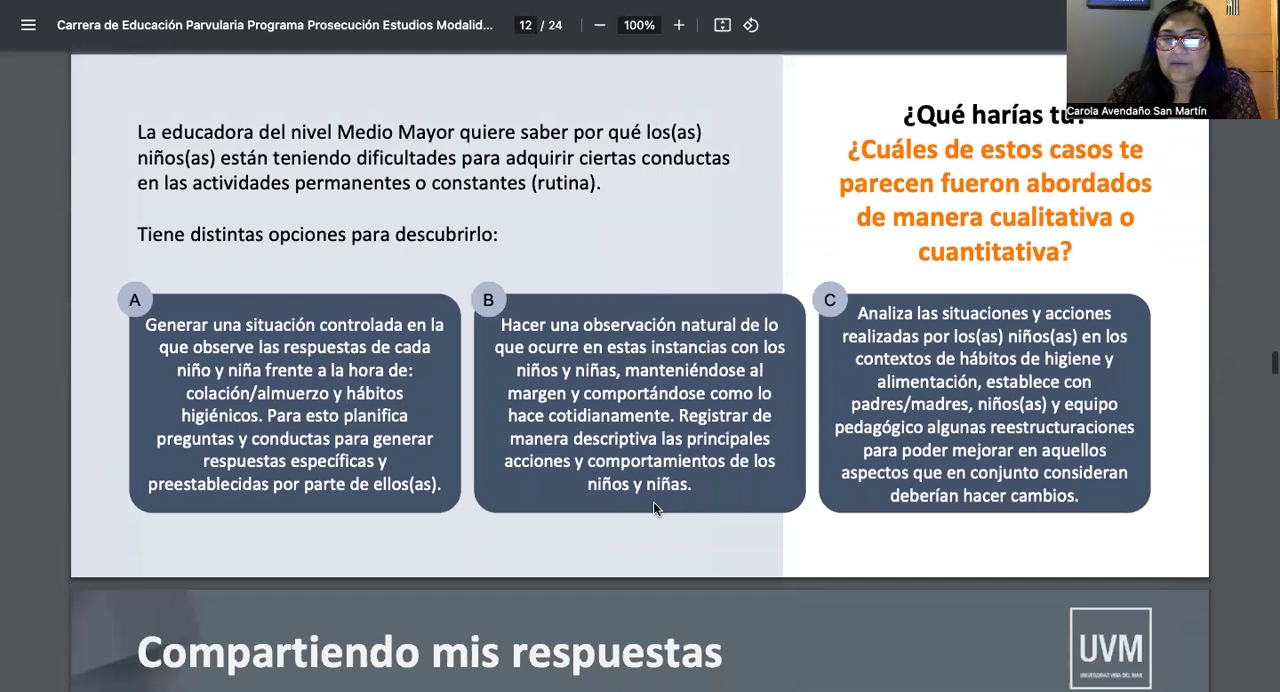 Carrera de Educación Parvularia Programa Prosecución Estudios Modalid...
12 / 24
100%
Carola Avendaño San Martín
La educadora del nivel Medio Mayor quiere saber por qué los(as)
niños(as) están teniendo dificultades para adquirir ciertas conductas
en las actividades permanentes o constantes (rutina).
Tiene distintas opciones para descubrirlo:
¿Qué harías tú?
¿Cuáles de estos casos te
parecen fueron abordados
de manera cualitativa o
cuantitativa?
A
Generar una situación controlada en la
que observe las respuestas de cada
niño y niña frente a la hora de:
colación/almuerzo y hábitos
higiénicos. Para esto planifica
preguntas y conductas para generar
respuestas específicas y
preestablecidas por parte de ellos(as).
B
Hacer una observación natural de lo
que ocurre en estas instancias con los
niños y niñas, manteniéndose al
margen y comportándose como lo
hace cotidianamente. Registrar de
manera descriptiva las principales
acciones y comportamientos de los
niños y niñas.
C
Analiza las situaciones y acciones
realizadas por los(as) niños(as) en los
contextos de hábitos de higiene y
alimentación, establece con
padres/madres, niños(as) y equipo
pedagógico algunas reestructuraciones
para poder mejorar en aquellos
aspectos que en conjunto consideran
deberían hacer cambios.
Compartiendo mis respuestas
UVM
UNIVERSIDAD VIÑA DEL MAR